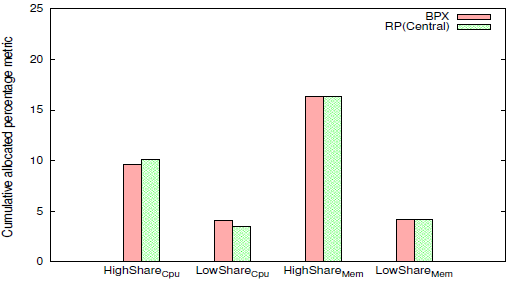 Cumulative allocated percentage metric
25
20
15
10
5
0
BPX
RP(Central)
HighShareCpu LowShareCpu HighShareMem LowShareMem